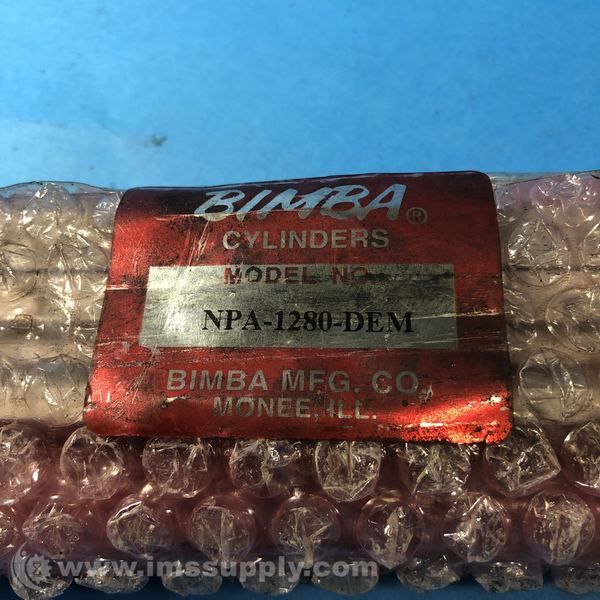 BIMBA®
CYLINDERS
MODEL NO.
NPA-1280-DEM
BIMBA MFG. CO.
MONEE, ILL.
www.imssupply.com